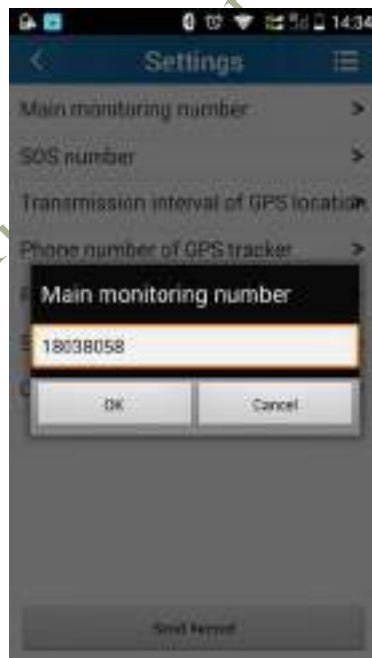 14:34
Settings
Main monitoring number
SOS number
Transmission interval of GPS location
Phone number of GPS tracker
Main monitoring number
18038058
OK
Cancel